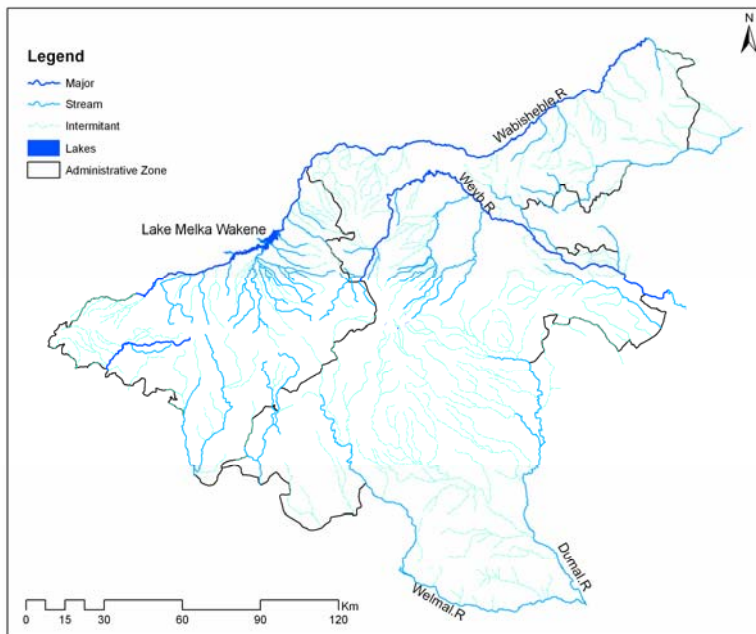 N
Legend
Major
Stream
Intermitant
Lakes
Administrative Zone
Wabisheble.R
Weyb.R
Lake Melka Wakene
Dumal.R
Welmal.R
Km
0 15 30 60 90 120